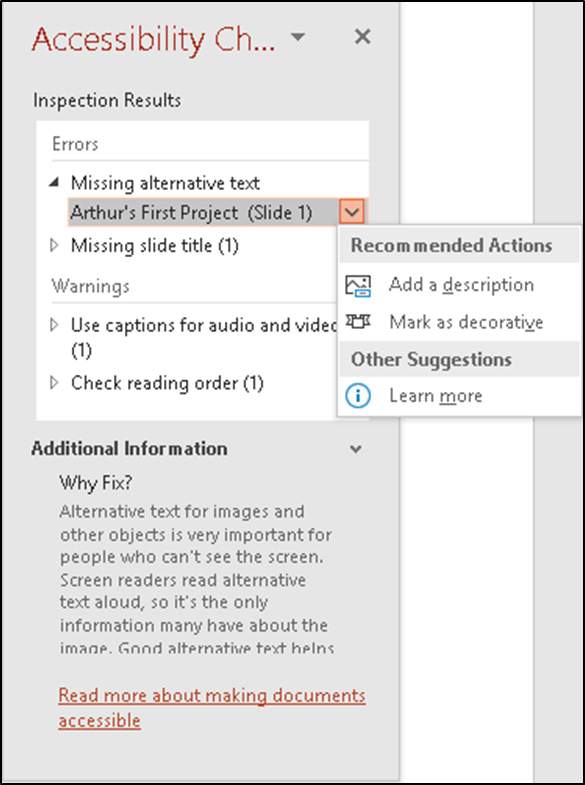 Accessibility Ch...
Inspection Results
Errors
Missing alternative text
Arthur's First Project (Slide 1)
Missing slide title (1)
Warnings
Use captions for audio and video
(1)
Check reading order (1)
Recommended Actions
Add a description
Mark as decorative
Other Suggestions
Learn more
Additional Information
Why Fix?
Alternative text for images and
other objects is very important for
people who can't see the screen.
Screen readers read alternative
text aloud, so it's the only
information many have about the
image. Good alternative text helps
Read more about making documents
accessible